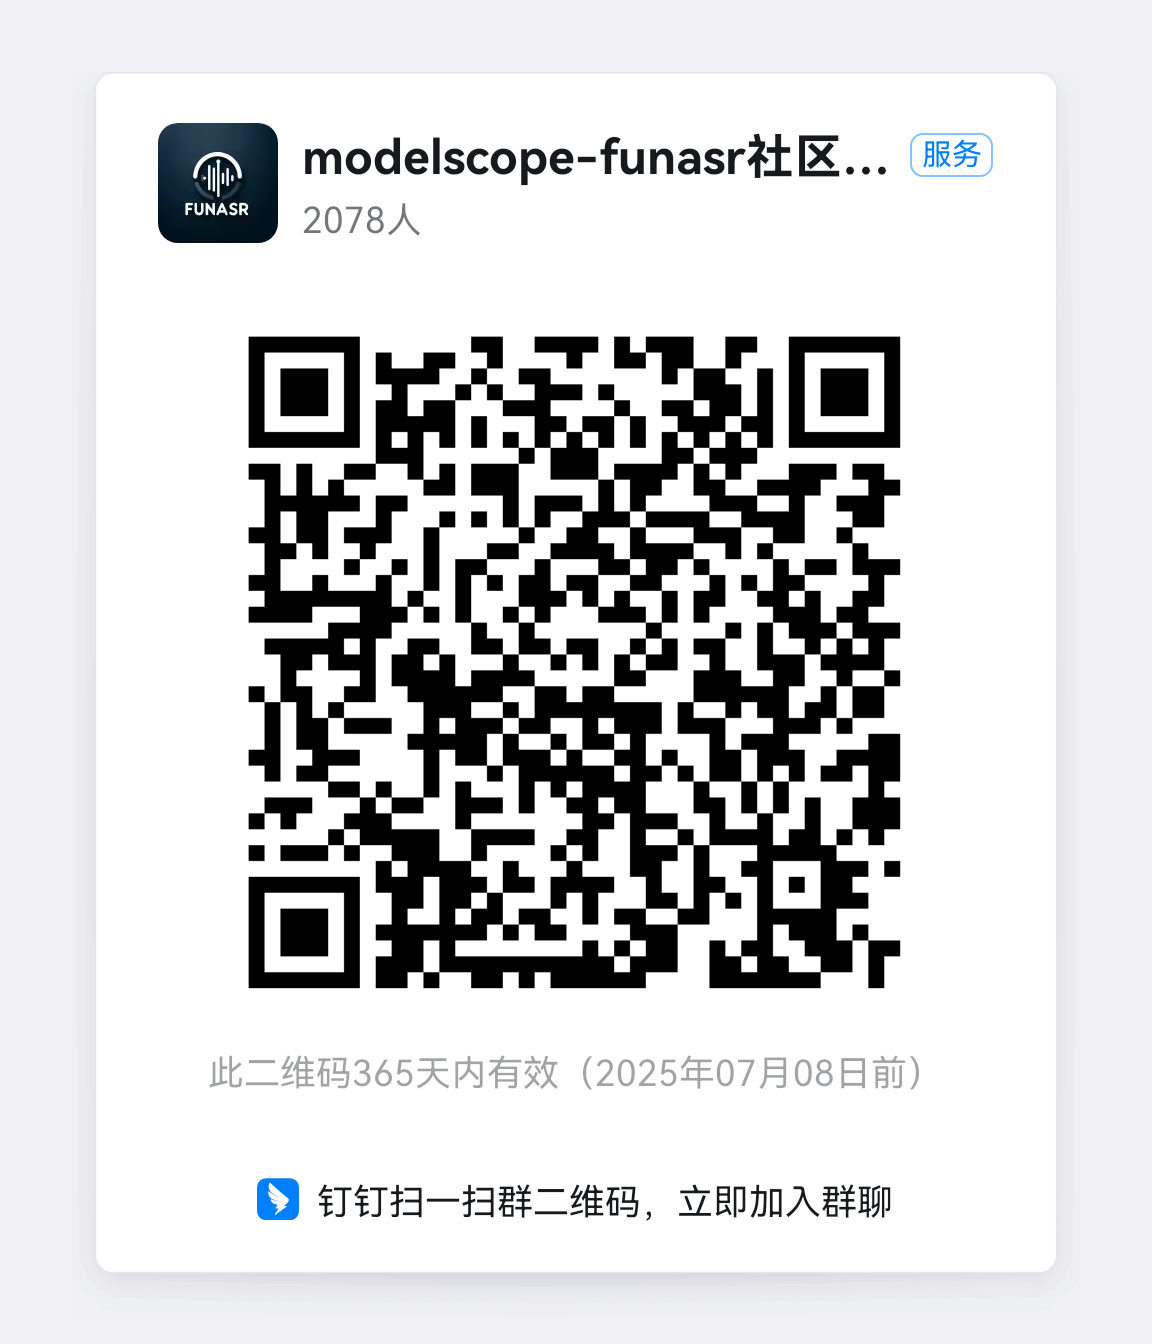 FUNASR
modelscope-funasr社区...
服务
2078人
此二维码365天内有效（2025年07月08日前）
钉钉扫一扫群二维码，立即加入群聊